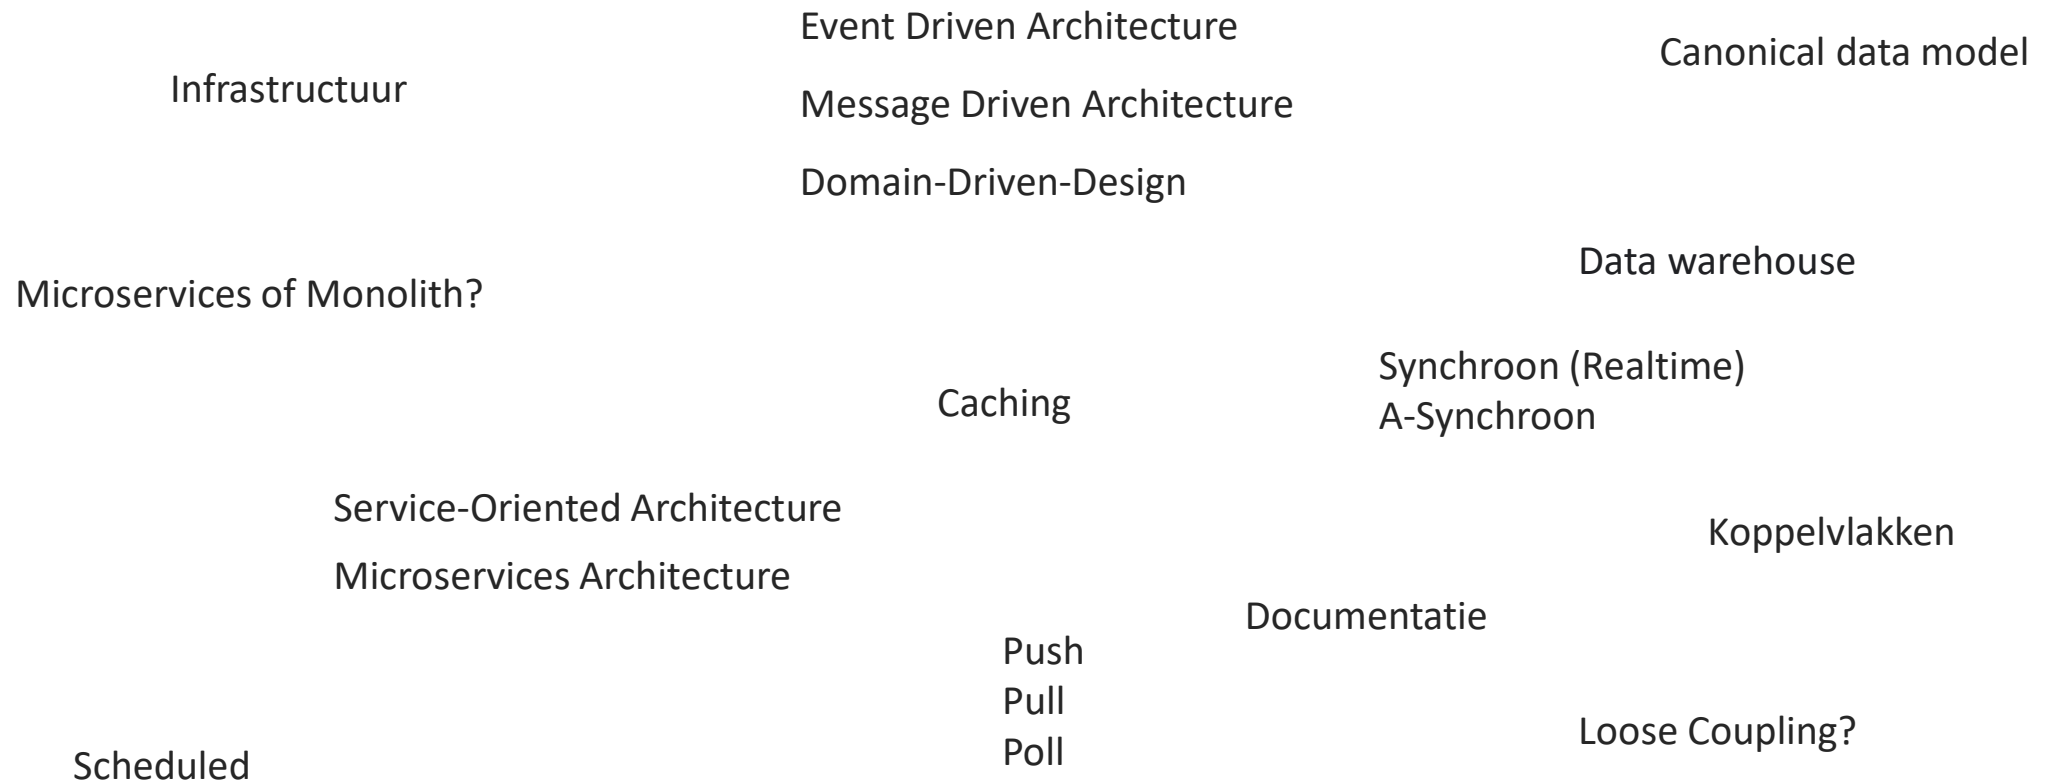 Event Driven Architecture
Canonical data model
Infrastructuur
Message Driven Architecture
Domain-Driven-Design
Data warehouse
Microservices of Monolith?
Synchroon (Realtime)
A-Synchroon
Caching
Service-Oriented Architecture
Koppelvlakken
Microservices Architecture
Documentatie
Push
Pull
Poll
Loose Coupling?
Scheduled